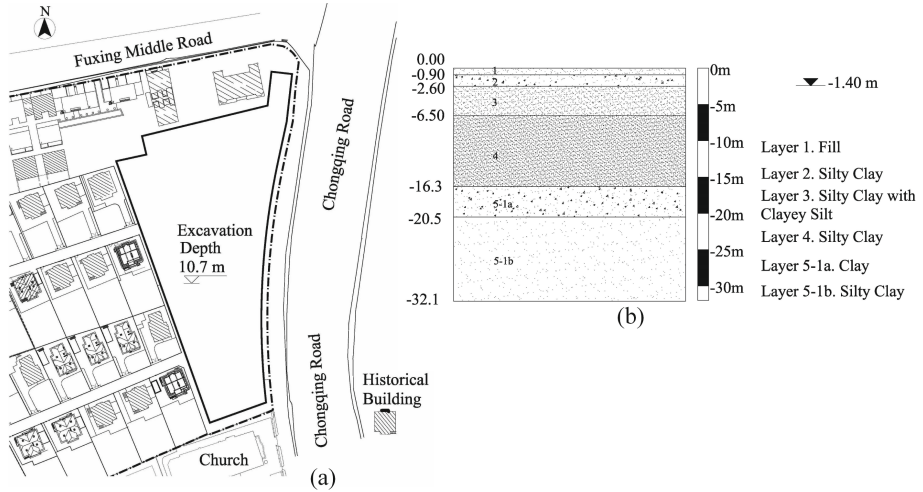 N
Fuxing Middle Road
Chongqing Road
Excavation
Depth
10.7 m
Chongqing Road
Historical
Building
Church
(a)
0.00
-0.90
-2.60
-6.50
-16.3
-20.5
-32.1
1
2
3
4
5-1a
5-1b
0m
-5m
-10m
-15m
-20m
-25m
-30m
-1.40 m
Layer 1. Fill
Layer 2. Silty Clay
Layer 3. Silty Clay with
Clayey Silt
Layer 4. Silty Clay
Layer 5-1a. Clay
Layer 5-1b. Silty Clay
(b)